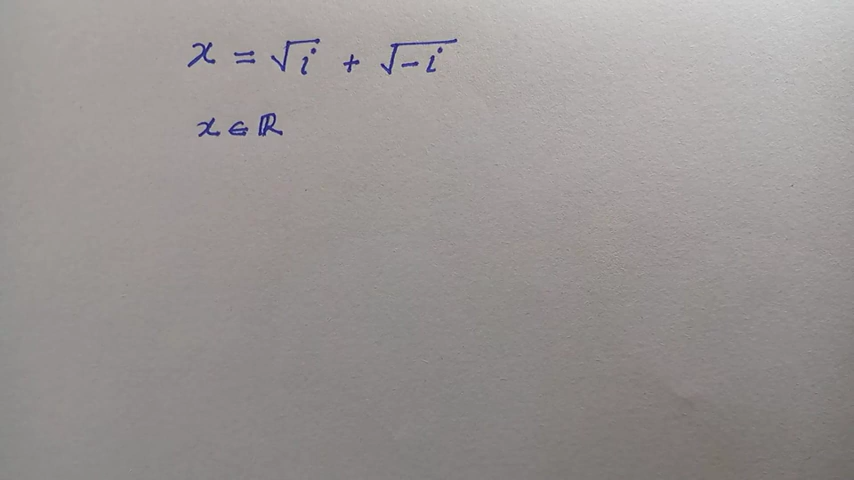 x = √i + √-i
x ∈ ℝ